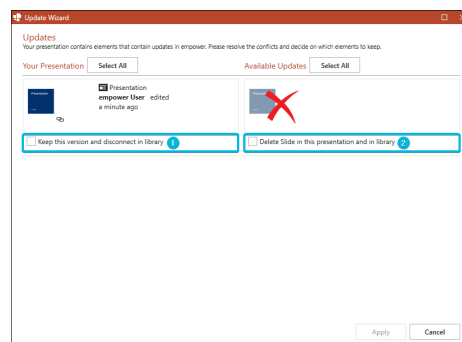 Update Wizard
Updates
Your presentation contains elements that contain updates in empower. Please resolve the conflicts and decide on which elements to keep.
Your Presentation Select All Available Updates Select All
Presentation
Presentation
empower User edited
a minute ago
Keep this version and disconnect in library 1 Delete Slide in this presentation and in library 2
Apply Cancel